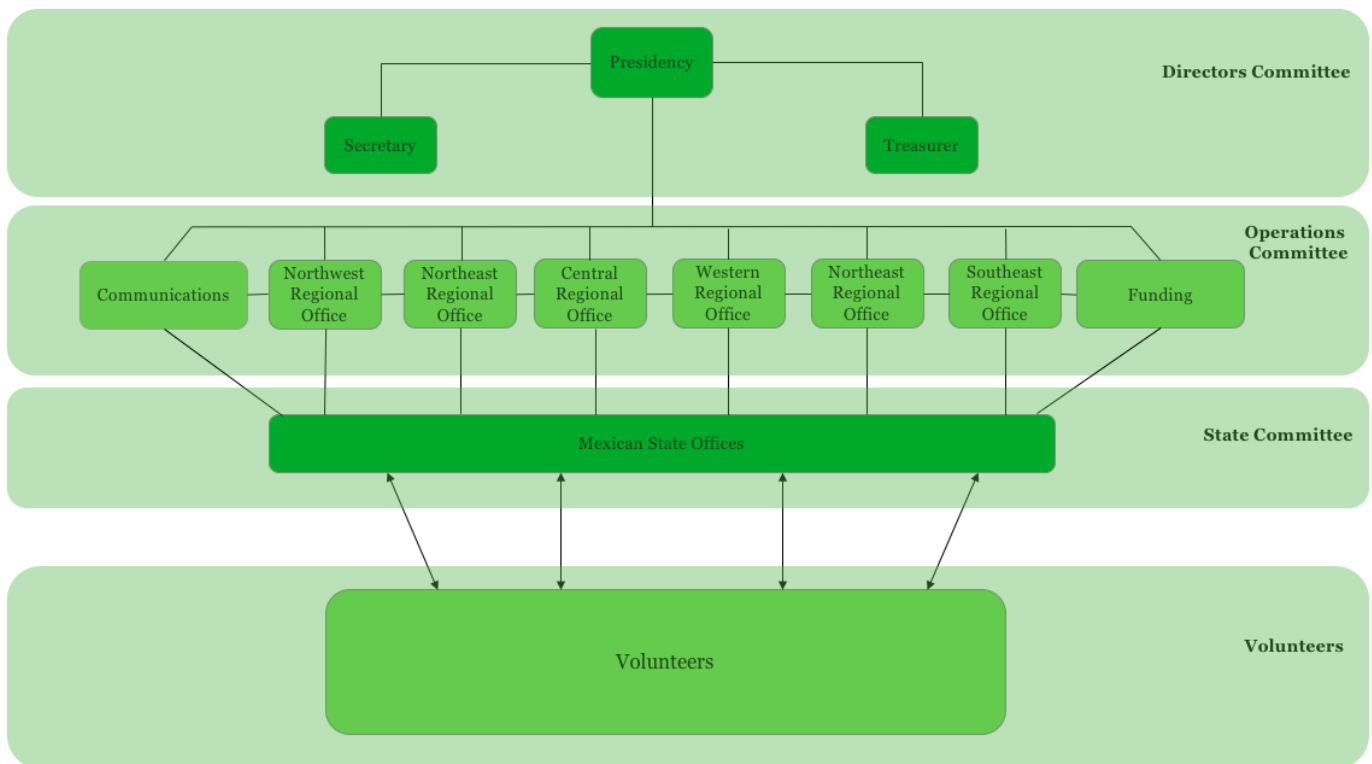 Presidency
Directors Committee
Secretary
Treasurer
Operations
Committee
Communications
Northwest
Regional
Office
Northeast
Regional
Office
Central
Regional
Office
Western
Regional
Office
Northeast
Regional
Office
Southeast
Regional
Office
Funding
Mexican State Offices
State Committee
Volunteers
Volunteers